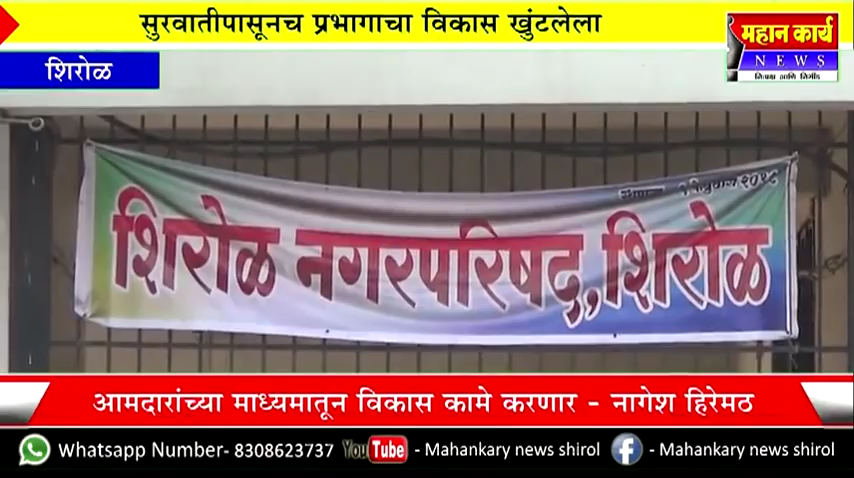 सुरवातीपासूनच प्रभागाचा विकास खुंटलेला
महान कार्य
NEWS
शिरोळ
शिरोळ नगरपरिषद,शिरोळ
आमदारांच्या माध्यमातून विकास कामे करणार - नागेश हिरेमठ
Whatsapp Number- 8308623737 YouTube - Mahankary news shirol f - Mahankary news shirol